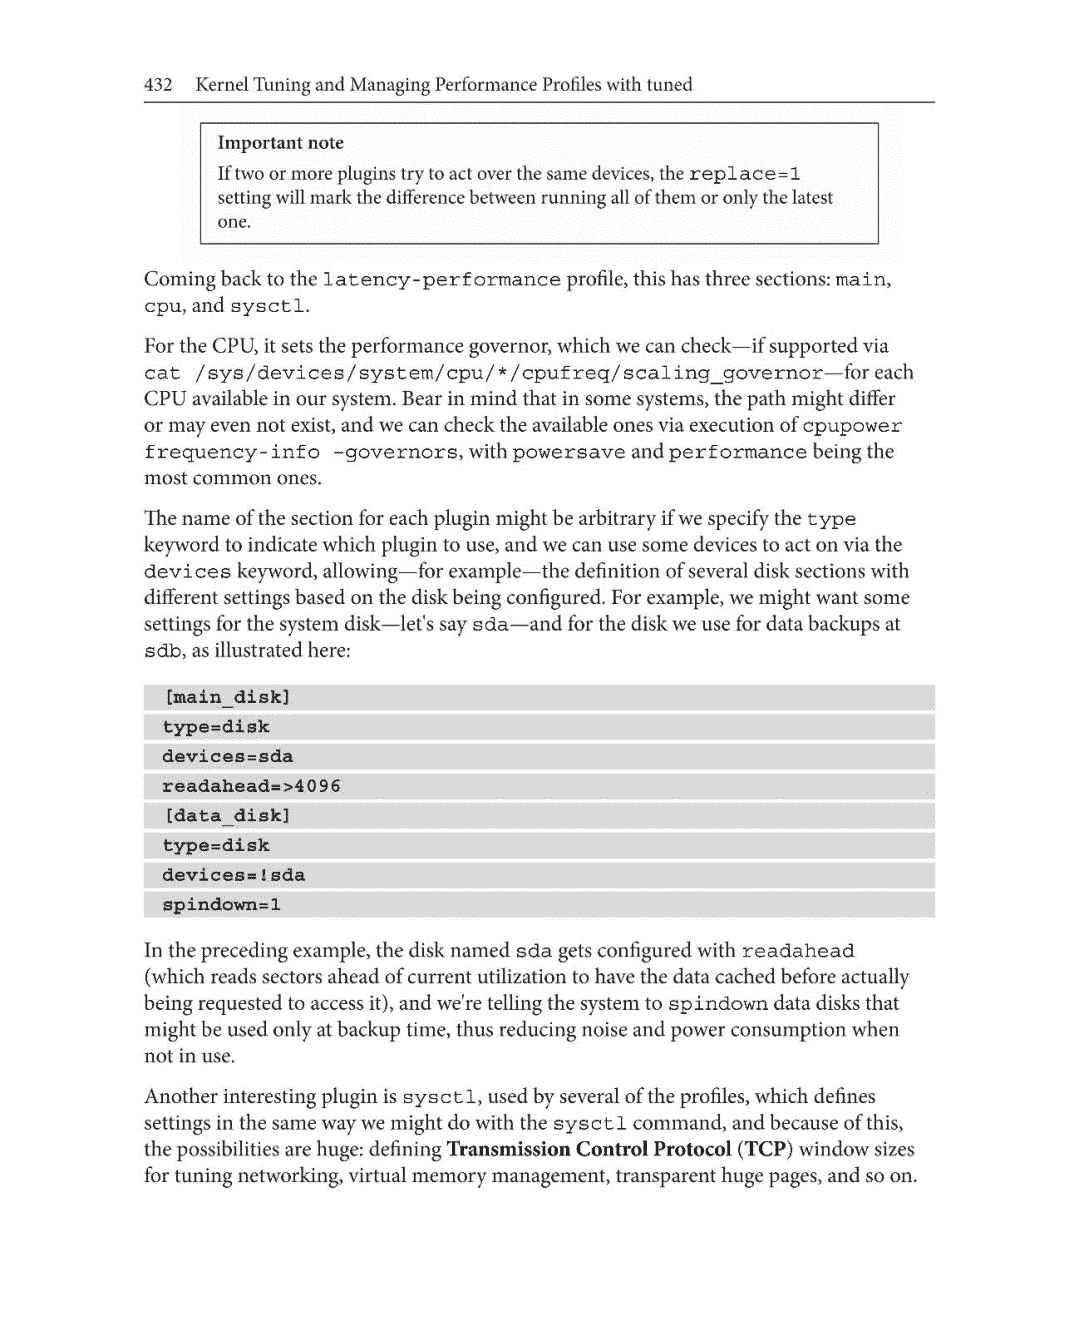 432 Kernel Tuning and Managing Performance Profiles with tuned
Important note
If two or more plugins try to act over the same devices, the replace=1
setting will mark the difference between running all of them or only the latest
one.
Coming back to the latency-performance profile, this has three sections: main,
cpu, and sysctl.
For the CPU, it sets the performance governor, which we can check—if supported via
cat /sys/devices/system/cpu/*/cpufreq/scaling_governor—for each
CPU available in our system. Bear in mind that in some systems, the path might differ
or may even not exist, and we can check the available ones via execution of cpupower
frequency-info -governors, with powersave and performance being the
most common ones.
The name of the section for each plugin might be arbitrary if we specify the type
keyword to indicate which plugin to use, and we can use some devices to act on via the
devices keyword, allowing—for example—the definition of several disk sections with
different settings based on the disk being configured. For example, we might want some
settings for the system disk—let's say sda—and for the disk we use for data backups at
sdb, as illustrated here:
[main_disk]
type=disk
devices=sda
readahead=>4096
[data_disk]
type=disk
devices=!sda
spindown=1
In the preceding example, the disk named sda gets configured with readahead
(which reads sectors ahead of current utilization to have the data cached before actually
being requested to access it), and we're telling the system to spindown data disks that
might be used only at backup time, thus reducing noise and power consumption when
not in use.
Another interesting plugin is sysctl, used by several of the profiles, which defines
settings in the same way we might do with the sysctl command, and because of this,
the possibilities are huge: defining Transmission Control Protocol (TCP) window sizes
for tuning networking, virtual memory management, transparent huge pages, and so on.